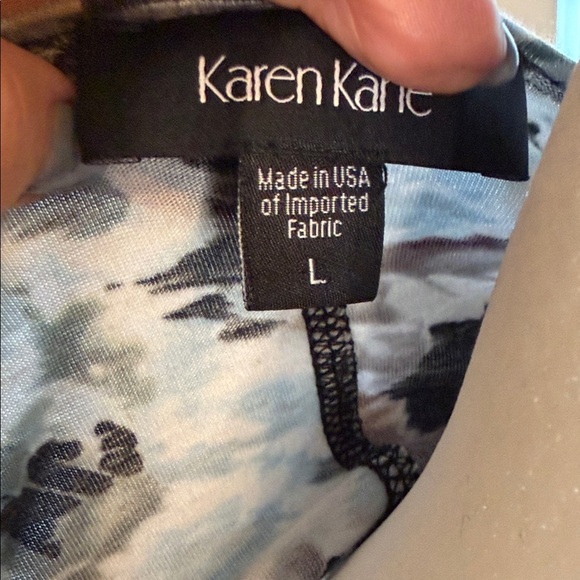 Karen Kane
Made in USA
of Imported
Fabric
L